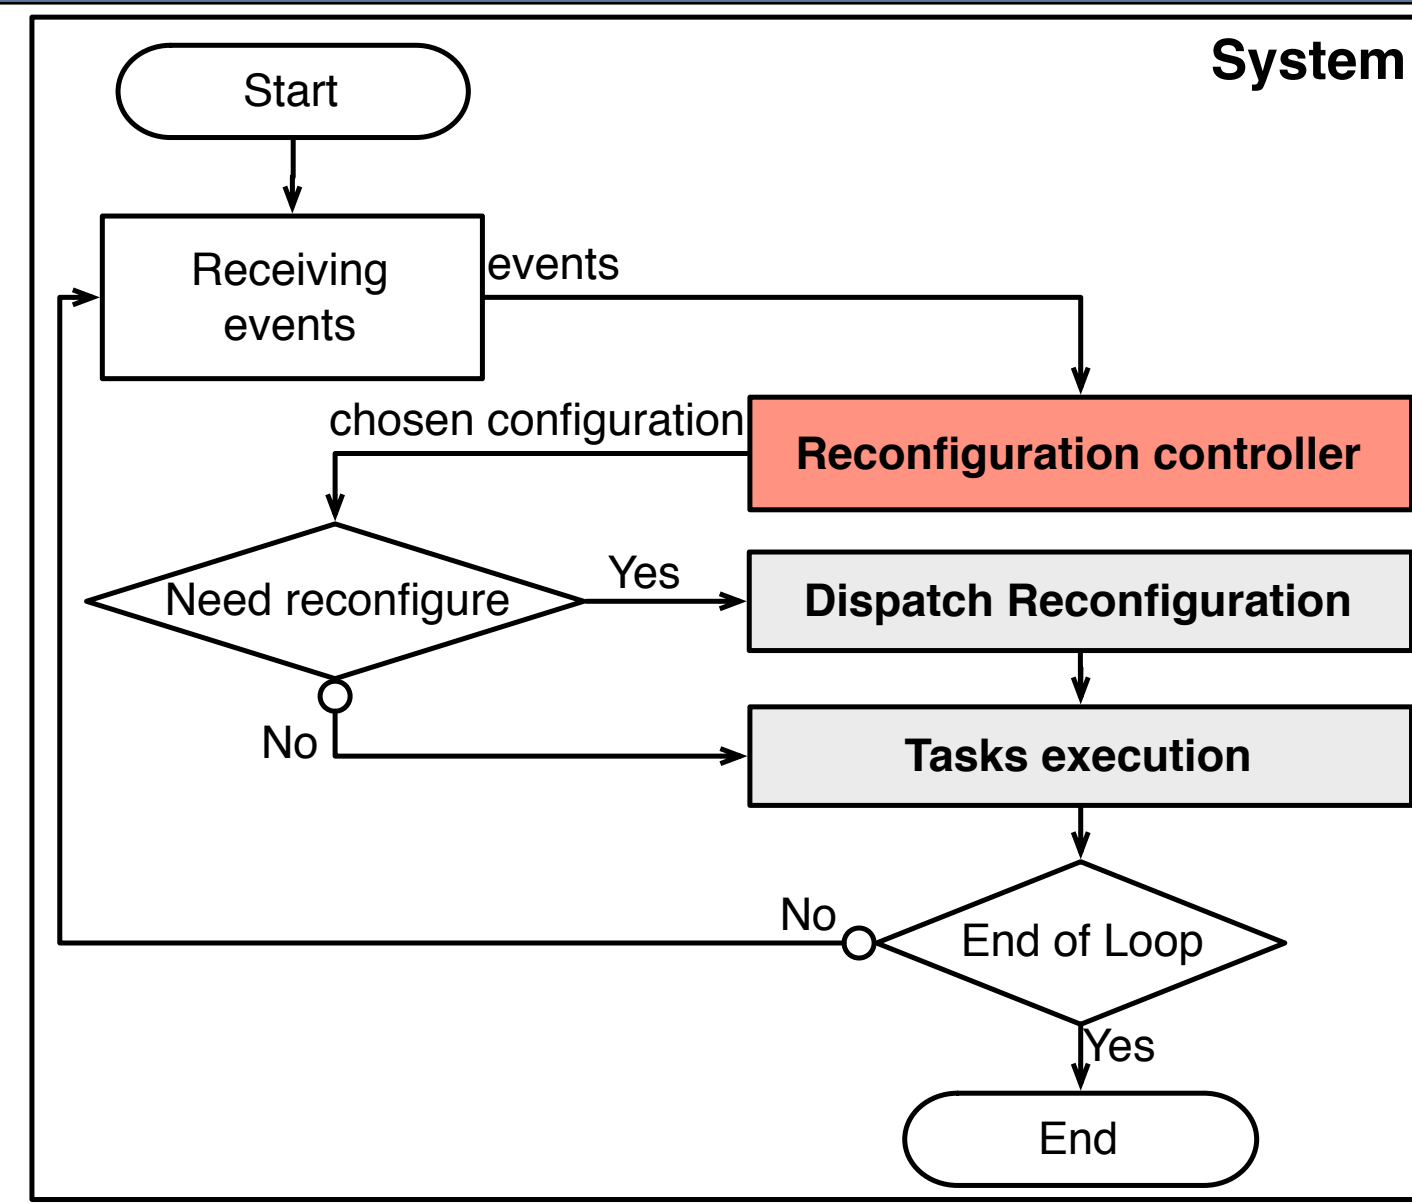 System
Start
Receiving
events
events
chosen configuration
Reconfiguration controller
Need reconfigure
Yes
Dispatch Reconfiguration
No
Tasks execution
No
End of Loop
Yes
End